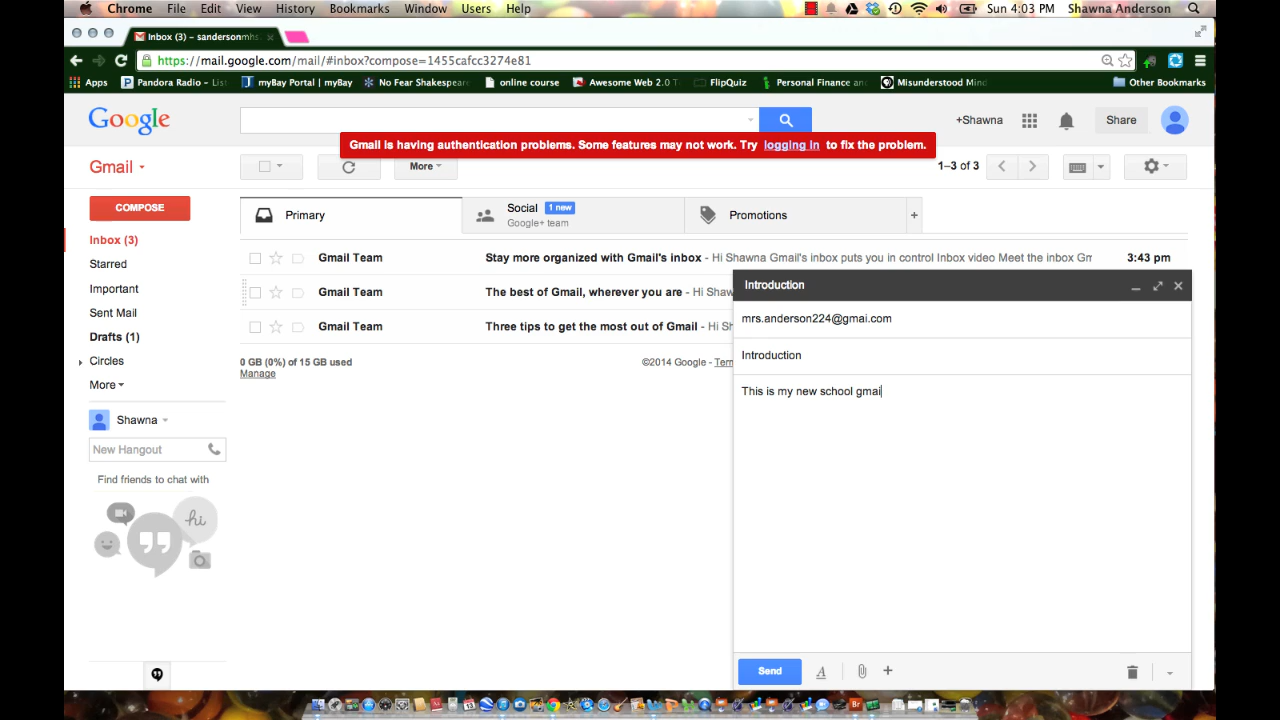 Chrome File Edit View History Bookmarks Window Users Help Sun 4:03 PM Shawna Anderson
Inbox (3) – sandersonmhs
https://mail.google.com/mail/#inbox?compose=1455cafcc3274e81
Apps Pandora Radio – List myBay Portal | myBay No Fear Shakespeare online course Awesome Web 2.0 T FlipQuiz Personal Finance an Misunderstood Mind Other Bookmarks
Google +Shawna Share
Gmail is having authentication problems. Some features may not work. Try logging in to fix the problem.
Gmail More 1–3 of 3
COMPOSE
Primary
Social 1 new
Google+ team
Promotions
+
Inbox (3)
Starred
Important
Sent Mail
Drafts (1)
Circles
More
Gmail Team Stay more organized with Gmail's inbox - Hi Shawna Gmail's inbox puts you in control Inbox video Meet the inbox Gm 3:43 pm
Gmail Team The best of Gmail, wherever you are - Hi Shaw
Gmail Team Three tips to get the most out of Gmail - Hi Sh
0 GB (0%) of 15 GB used
Manage
©2014 Google - Term
Shawna
New Hangout
Find friends to chat with
hi
Introduction
mrs.anderson224@gmai.com
Introduction
This is my new school gmai
Send A +